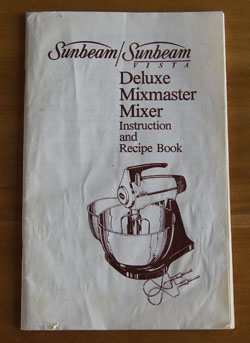 Sunbeam/Sunbeam
VISTA
Deluxe
Mixmaster
Mixer
Instruction
and
Recipe Book